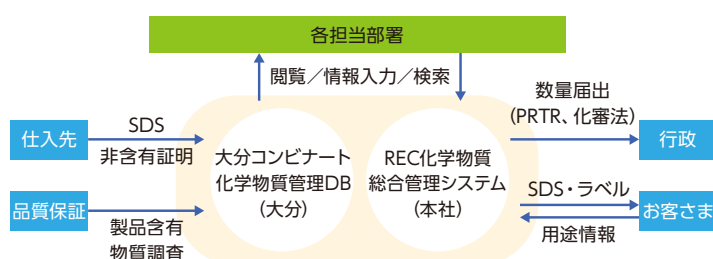 各担当部署
閲覧／情報入力／検索
数量届出
(PRTR、化審法)
仕入先
SDS
非含有証明
大分コンビナート
化学物質管理DB
(大分)
REC化学物質
総合管理システム
(本社)
行政
品質保証
製品含有
物質調査
SDS・ラベル
お客さま
用途情報